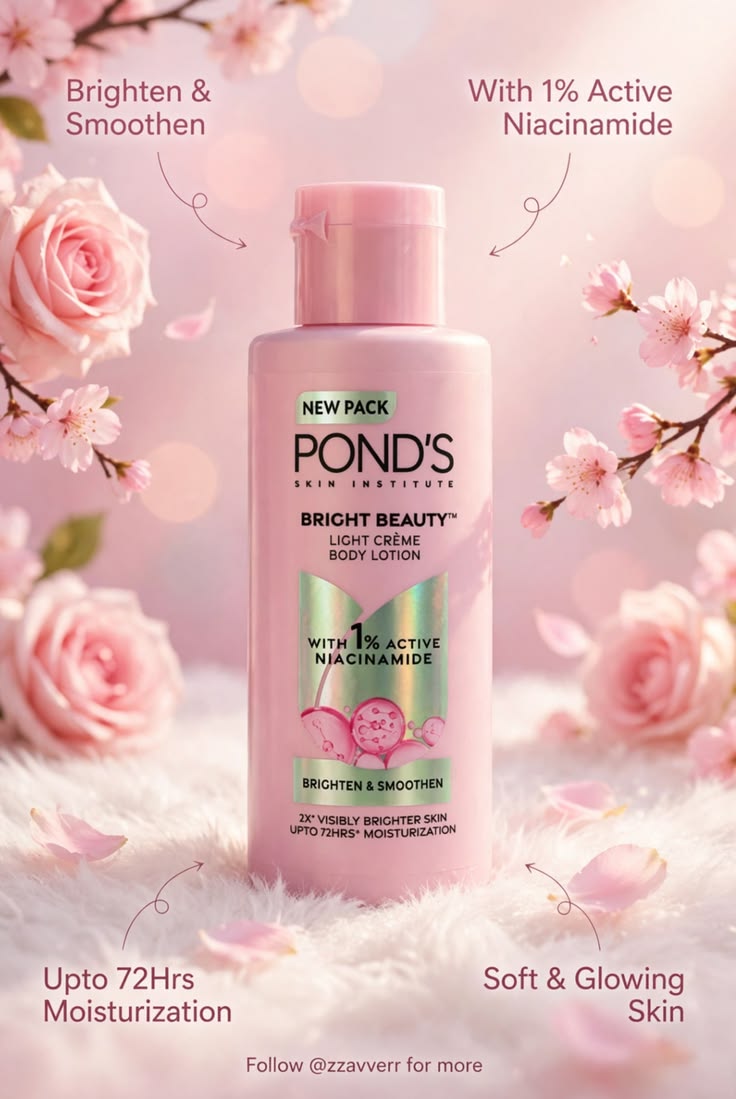 Brighten &
Smoothen
With 1% Active
Niacinamide
NEW PACK
POND'S
SKIN INSTITUTE
BRIGHT BEAUTY™
LIGHT CRÈME
BODY LOTION
WITH 1% ACTIVE
NIACINAMIDE
BRIGHTEN & SMOOTHEN
2X* VISIBLY BRIGHTER SKIN
UPTO 72HRS* MOISTURIZATION
Upto 72Hrs
Moisturization
Soft & Glowing
Skin
Follow @zzavverr for more